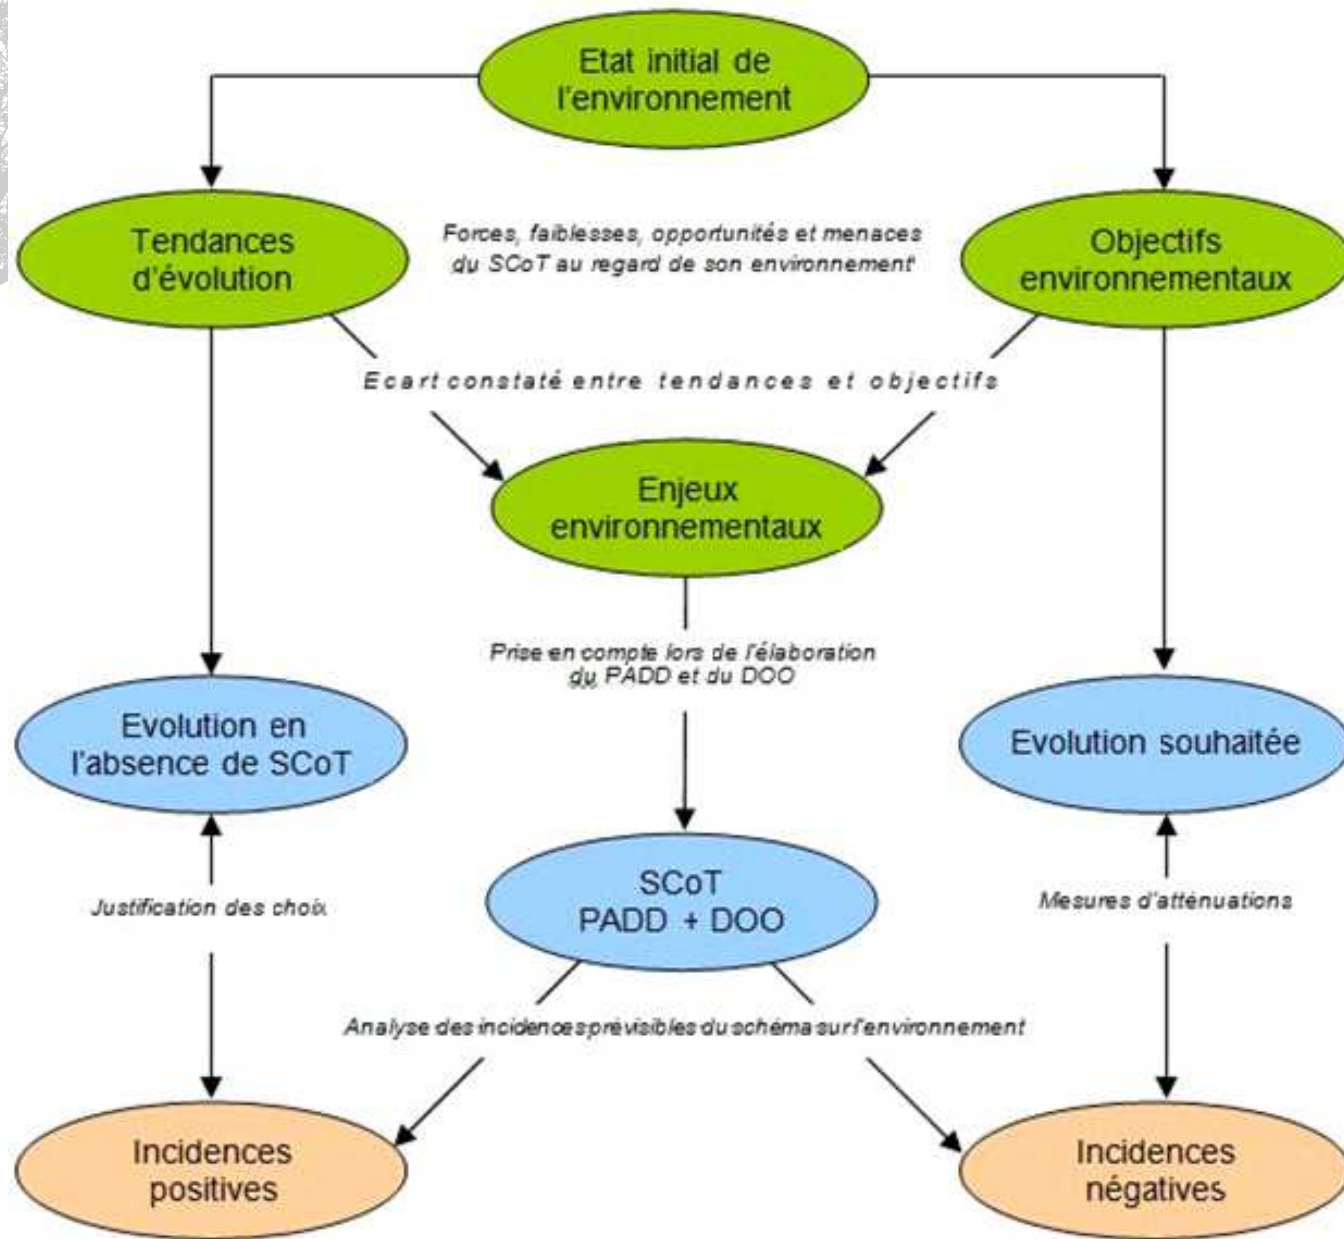 Etat initial de
l'environnement
Tendances
d'évolution
Forces, faiblesses, opportunités et menaces
du SCoT au regard de son environnement
Objectifs
environnementaux
Ecart constaté entre tendances et objectifs
Enjeux
environnementaux
Prise en compte lors de l'élaboration
du PADD et du DOO
Evolution en
l'absence de SCoT
Evolution souhaitée
Justification des choix
SCoT
PADD + DOO
Mesures d'atténuations
Analyse des incidences prévisibles du schéma sur l'environnement
Incidences
positives
Incidences
négatives